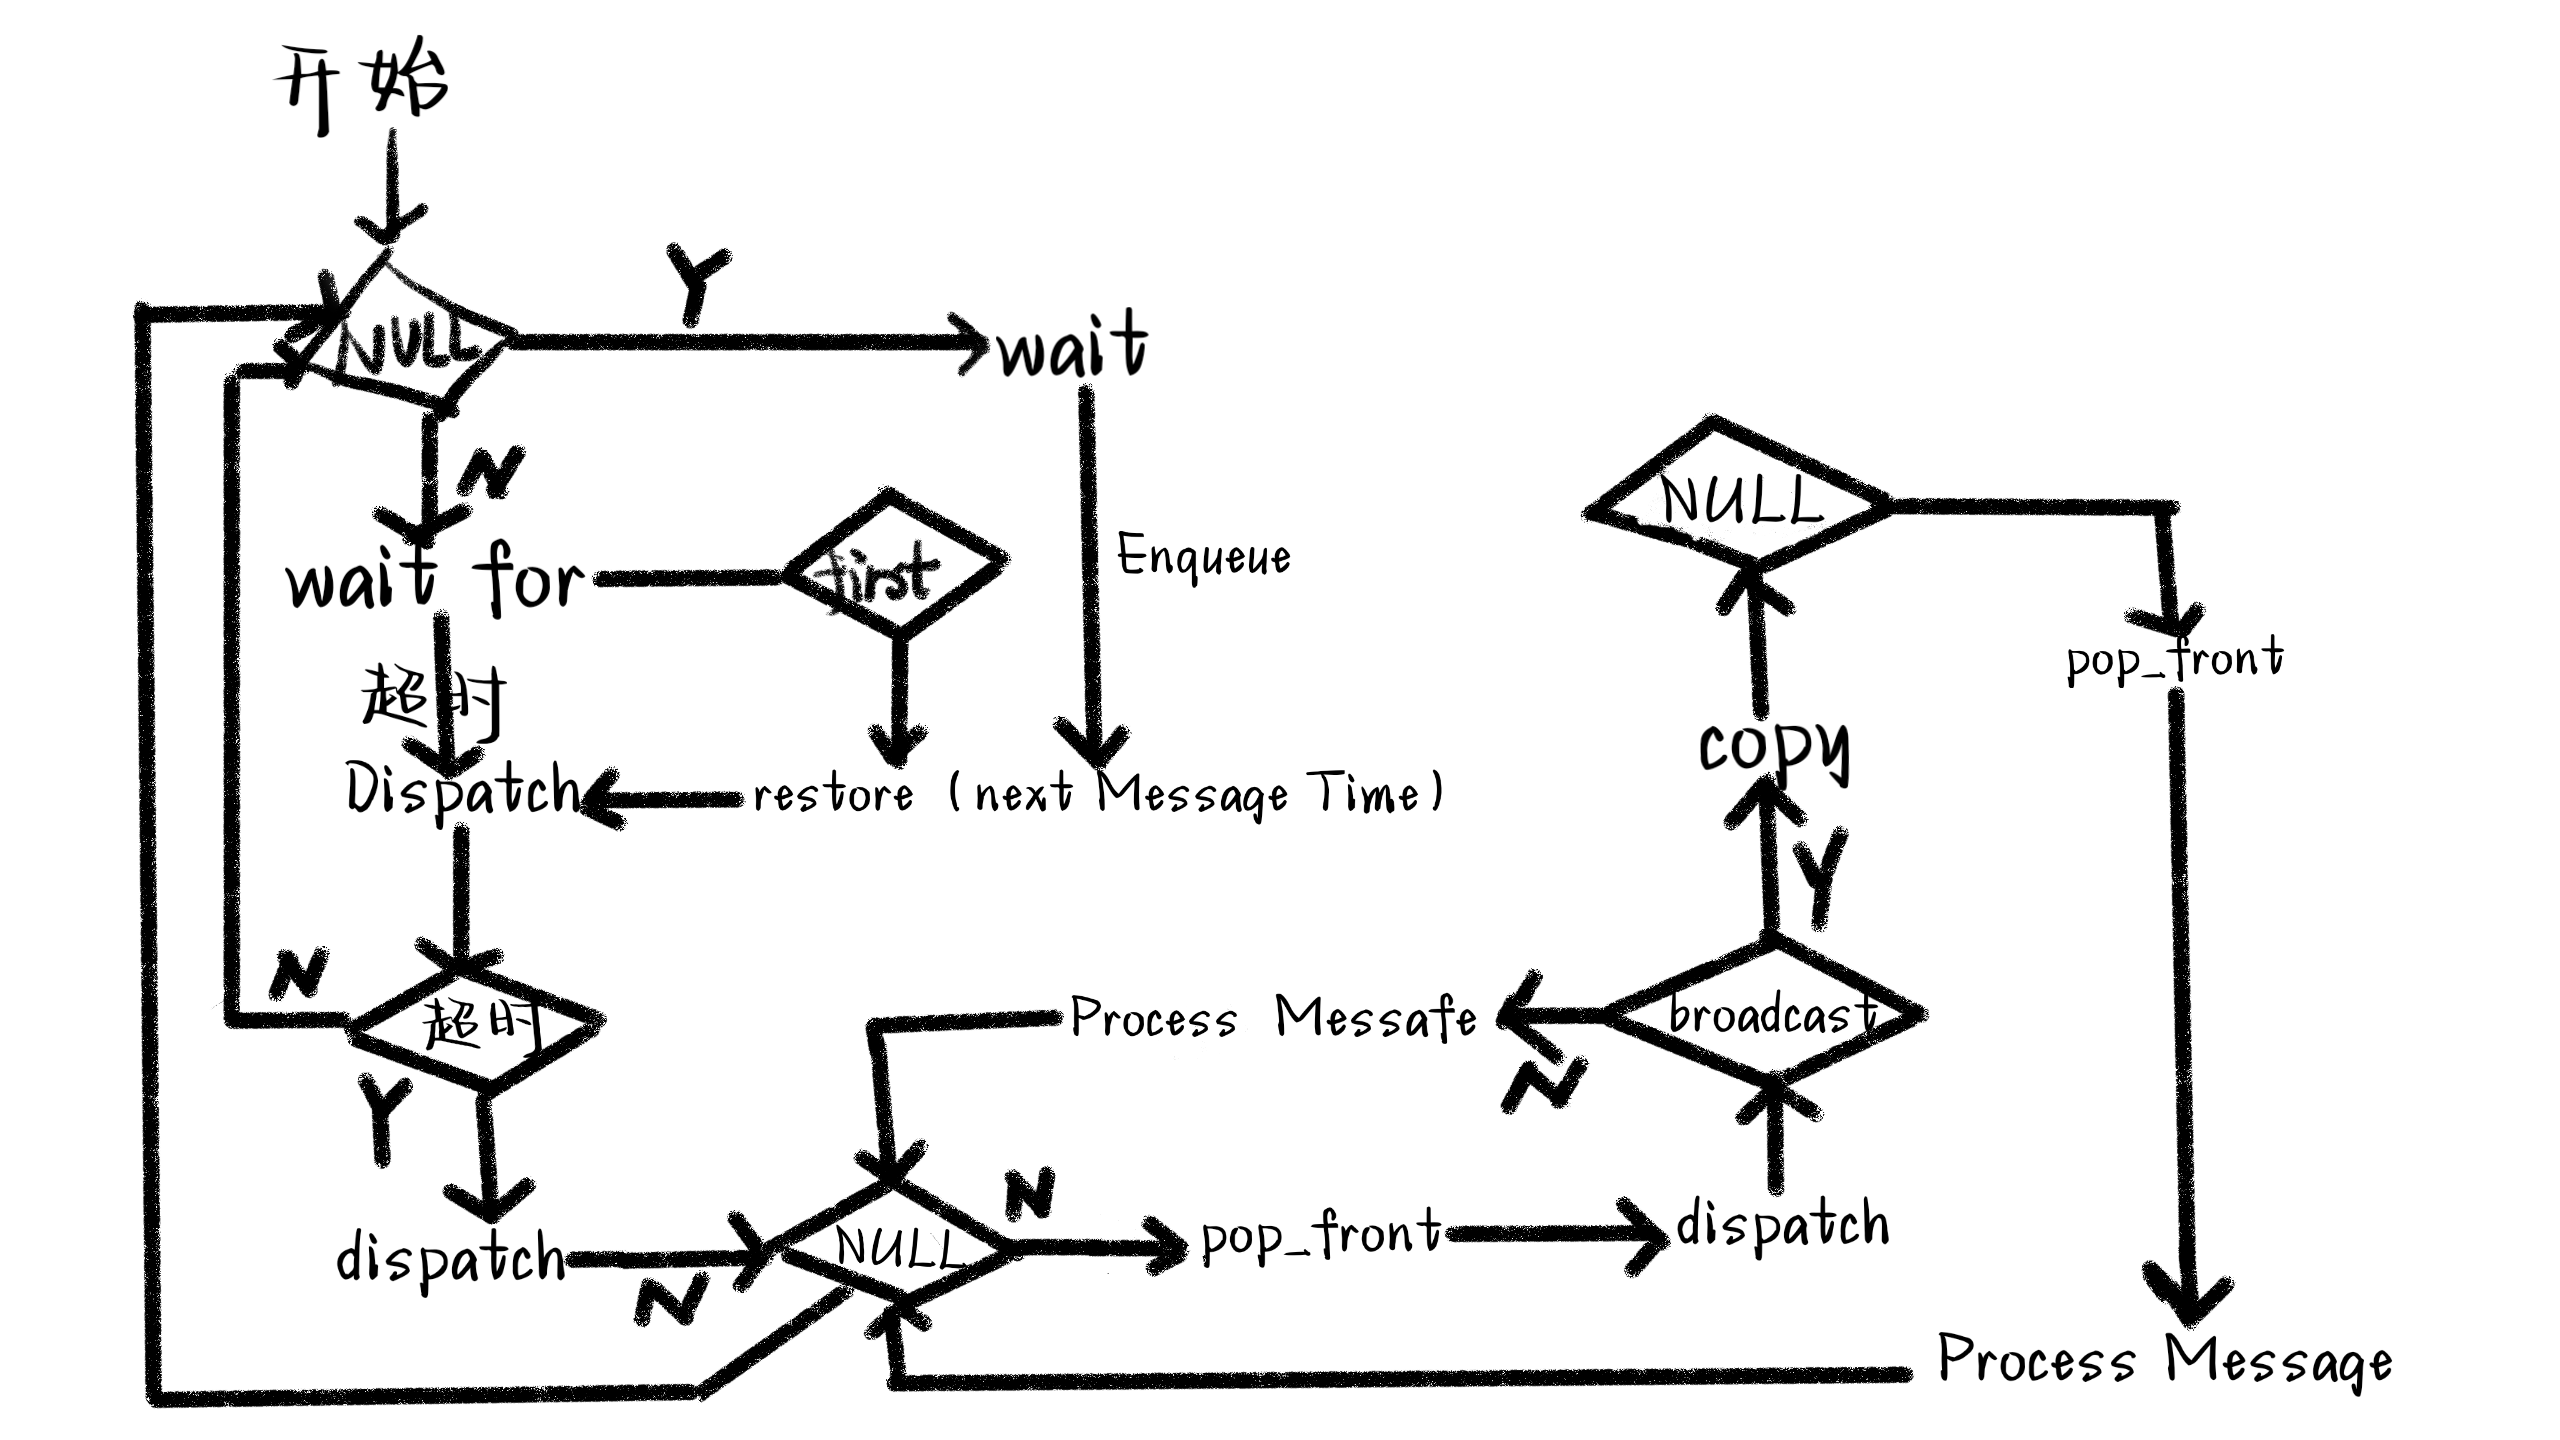 开始
Y
NULL
wait
N
NULL
first
Enqueue
wait for
pop_front
超时
copy
Dispatch
restore (next Message Time)
Y
N
超时
Process Messafe
broadcast
N
Y
N
NULL
pop_front
dispatch
dispatch
N
Process Message